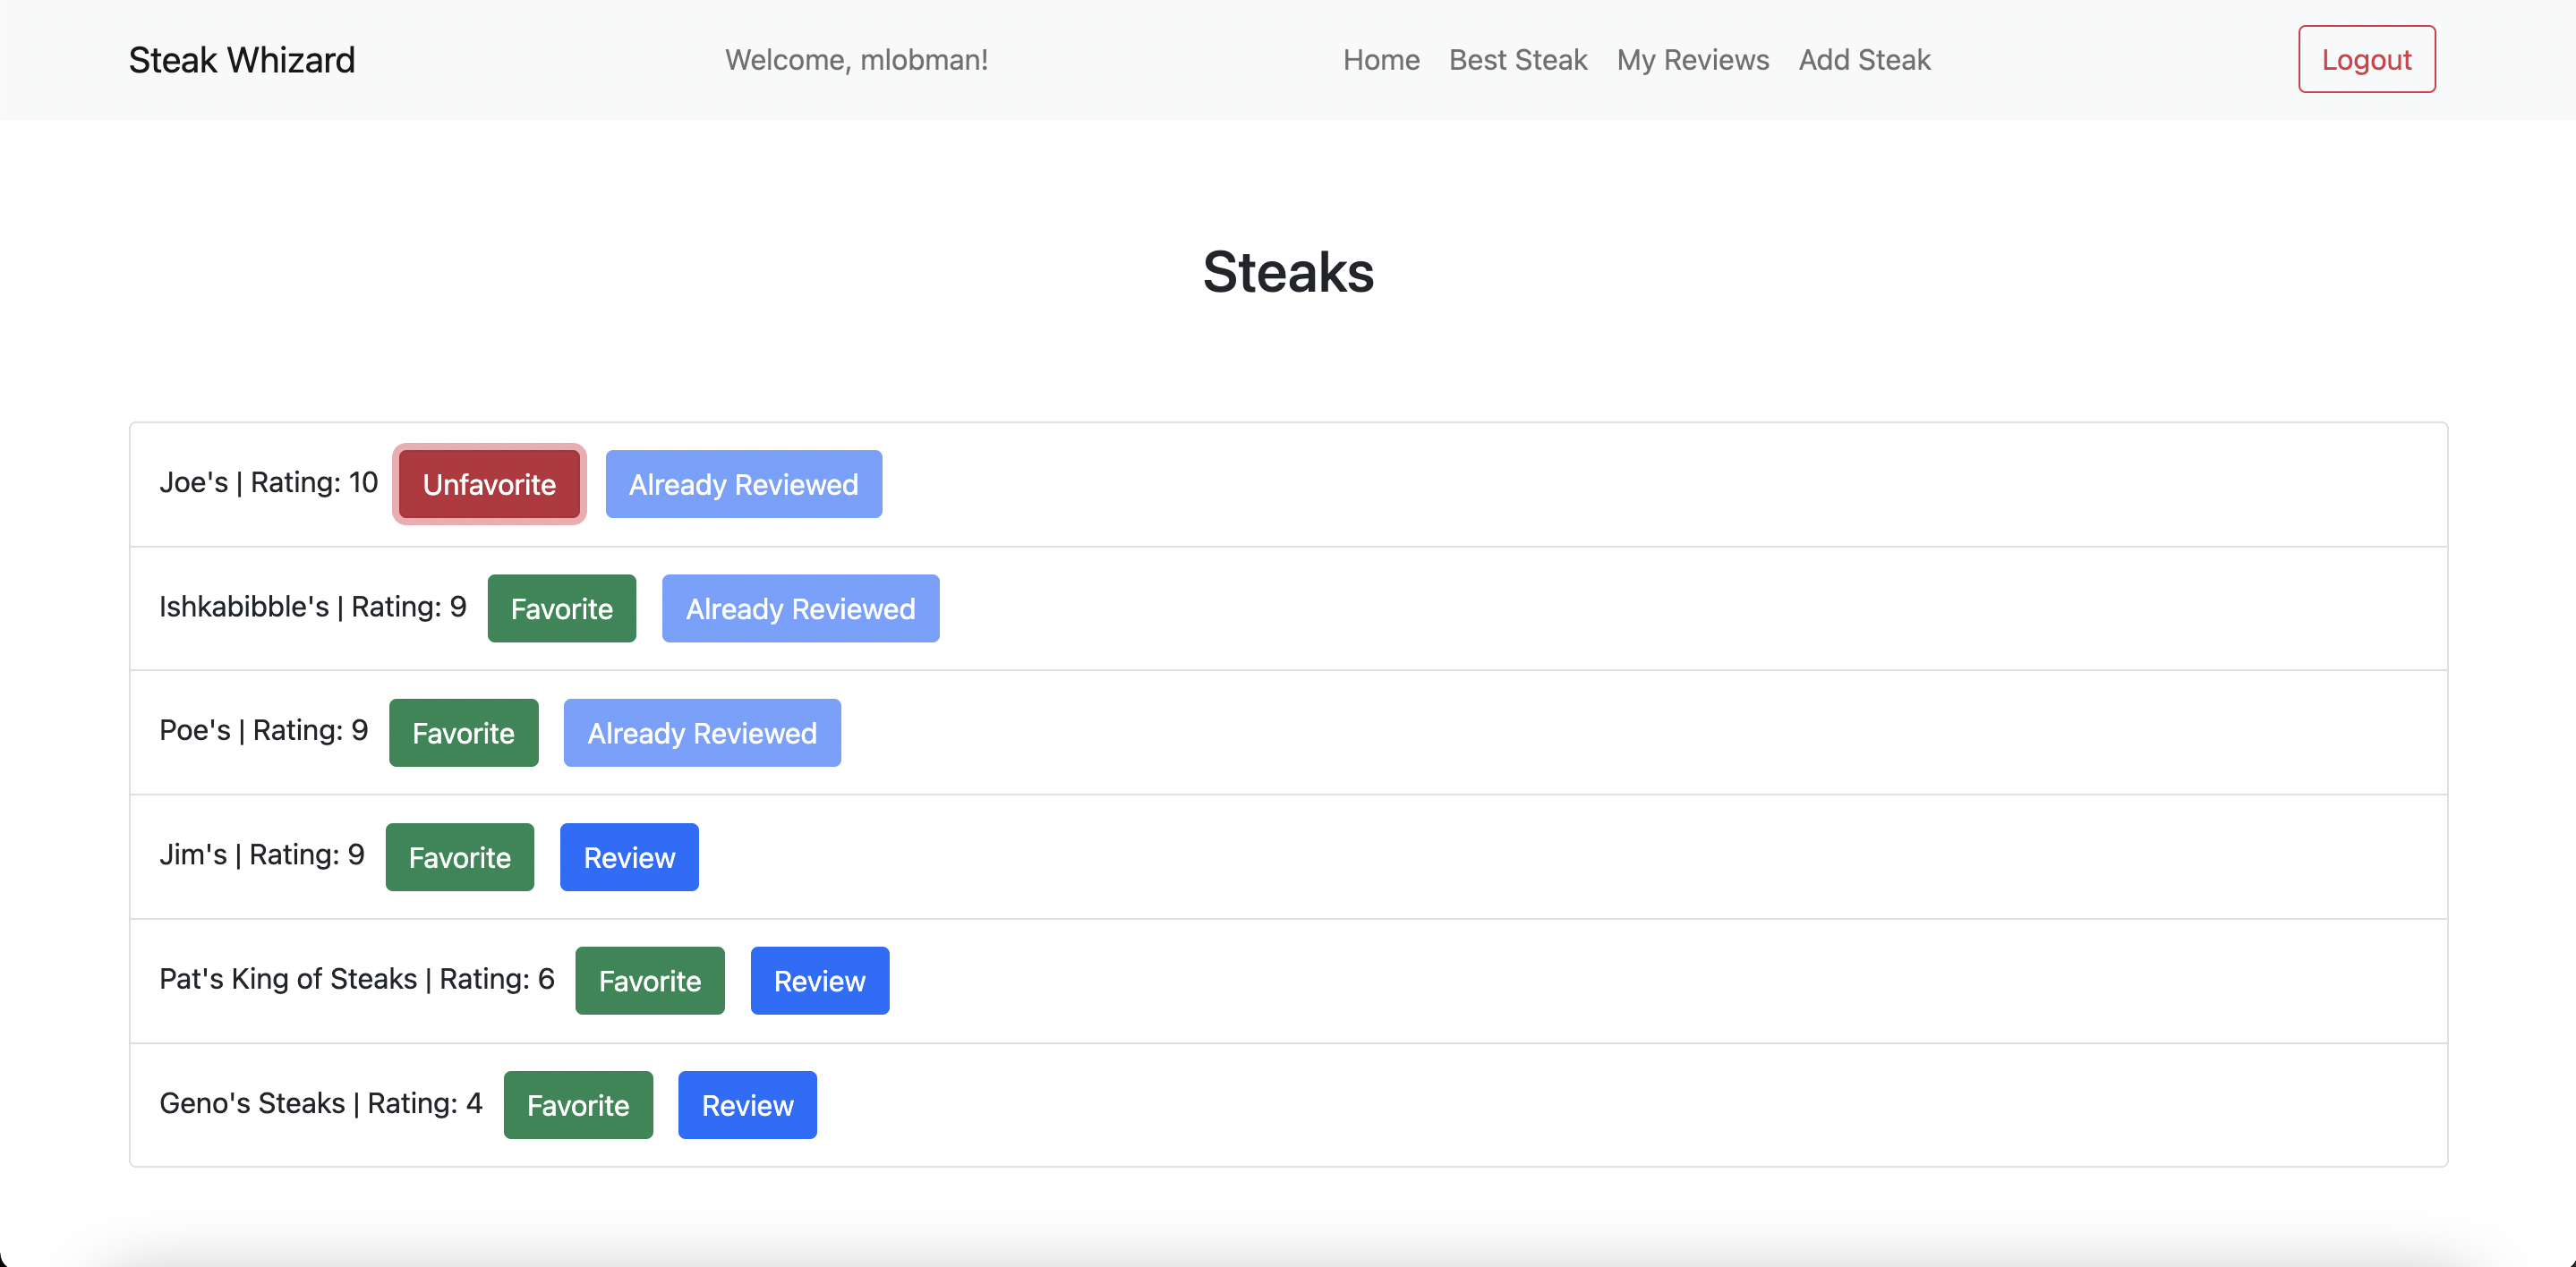 Steak Whizard Welcome, mlobman! Home Best Steak My Reviews Add Steak Logout
Steaks
Joe's | Rating: 10 Unfavorite Already Reviewed
Ishkabibble's | Rating: 9 Favorite Already Reviewed
Poe's | Rating: 9 Favorite Already Reviewed
Jim's | Rating: 9 Favorite Review
Pat's King of Steaks | Rating: 6 Favorite Review
Geno's Steaks | Rating: 4 Favorite Review